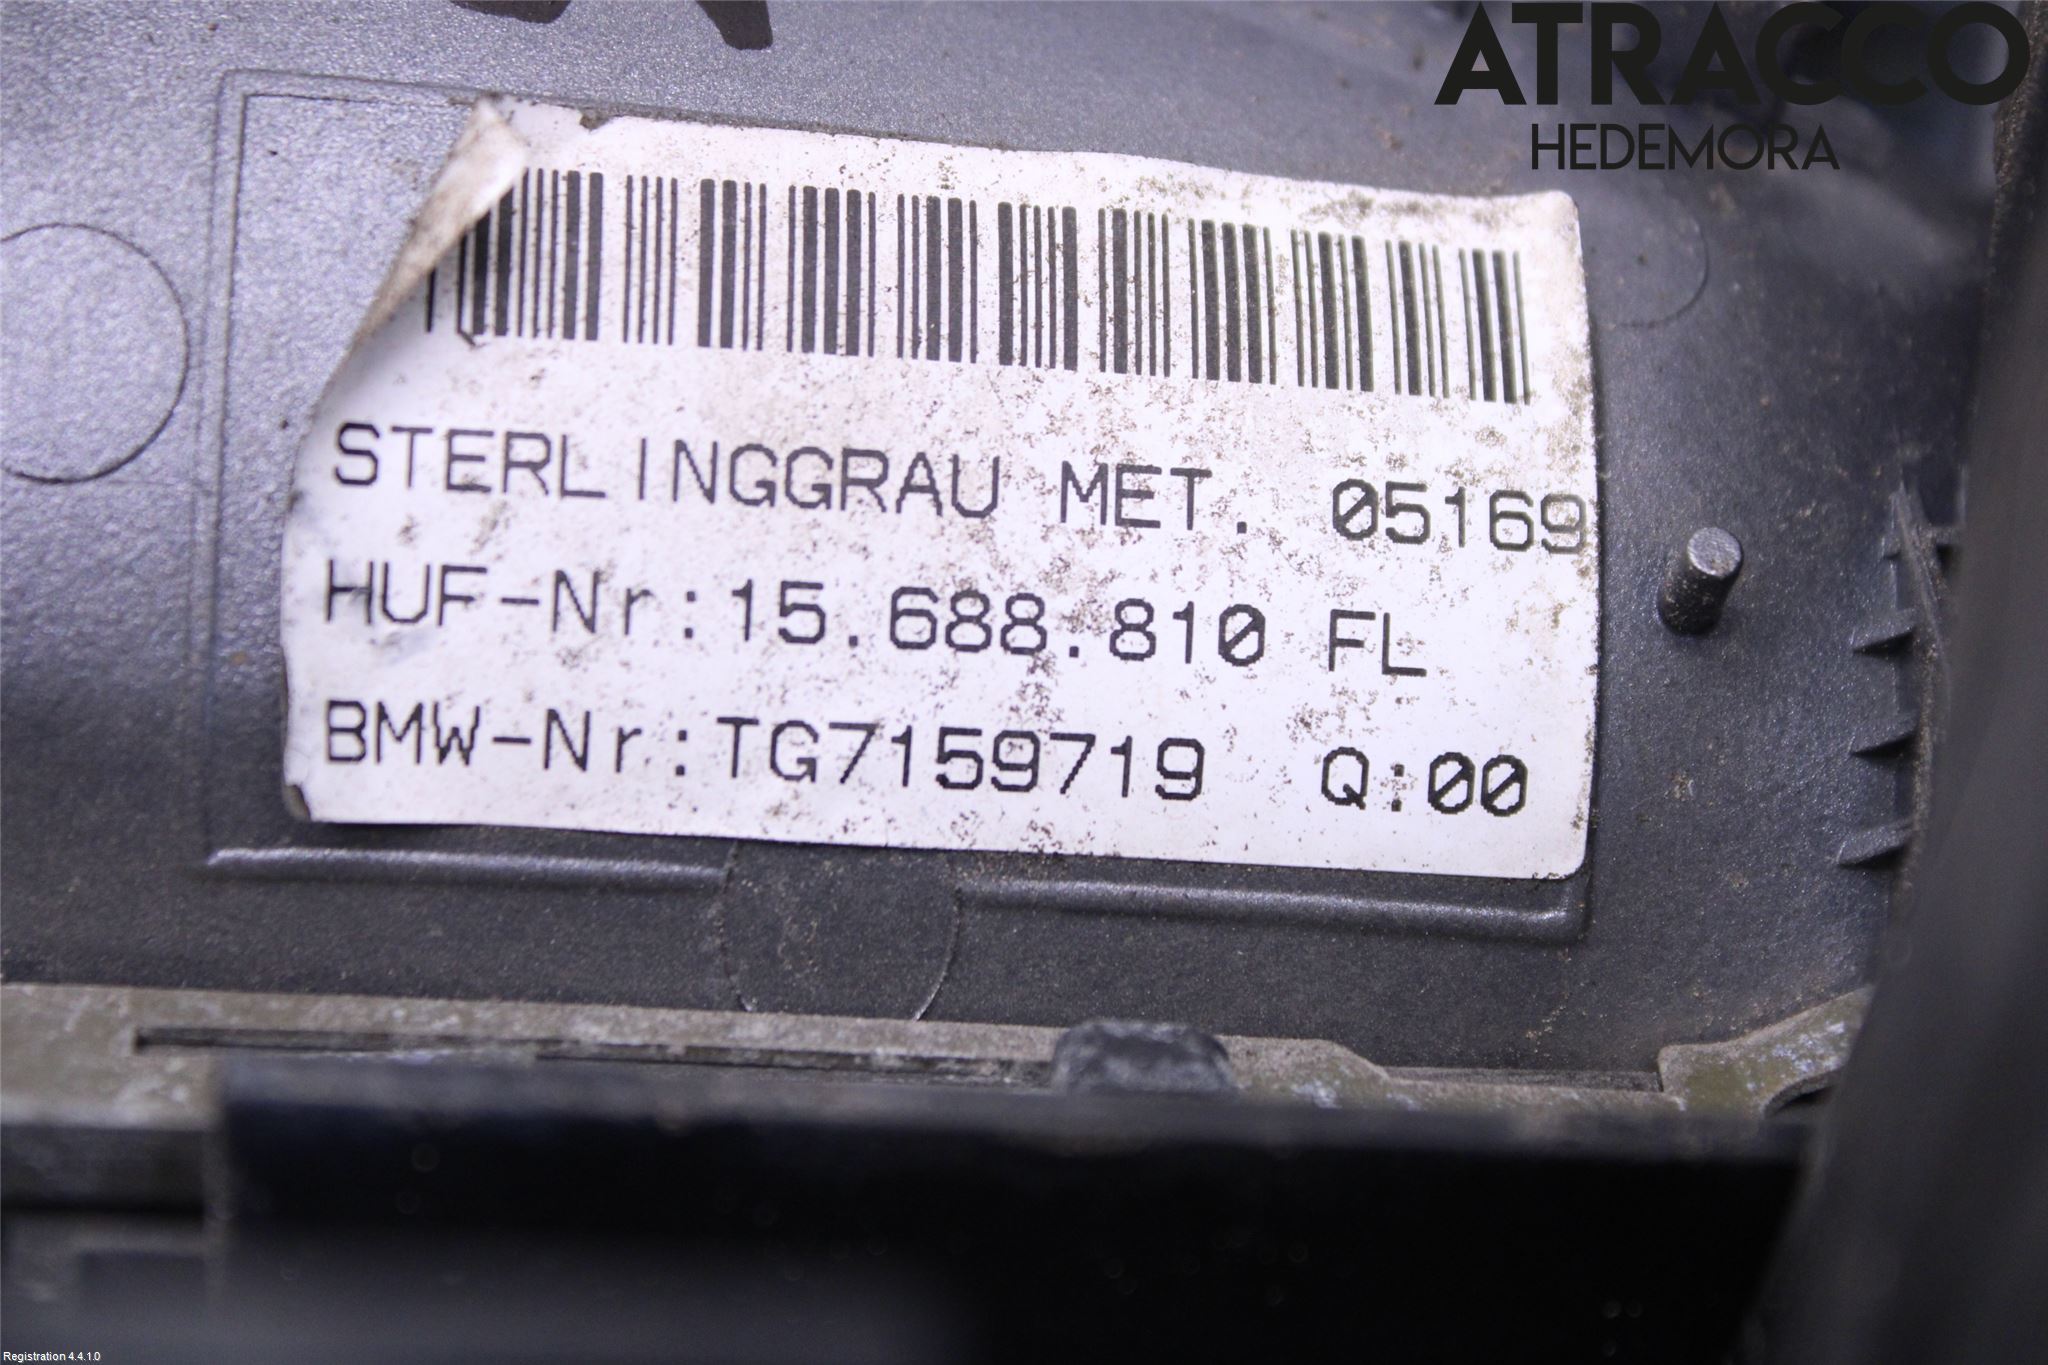 ATRACCO
HEDEMORA
STERLINGGRAU MET. 05169
HUF-Nr:15.688.810 FL
BMW-Nr:TG7159719 Q:00
Registration 4.4.1.0